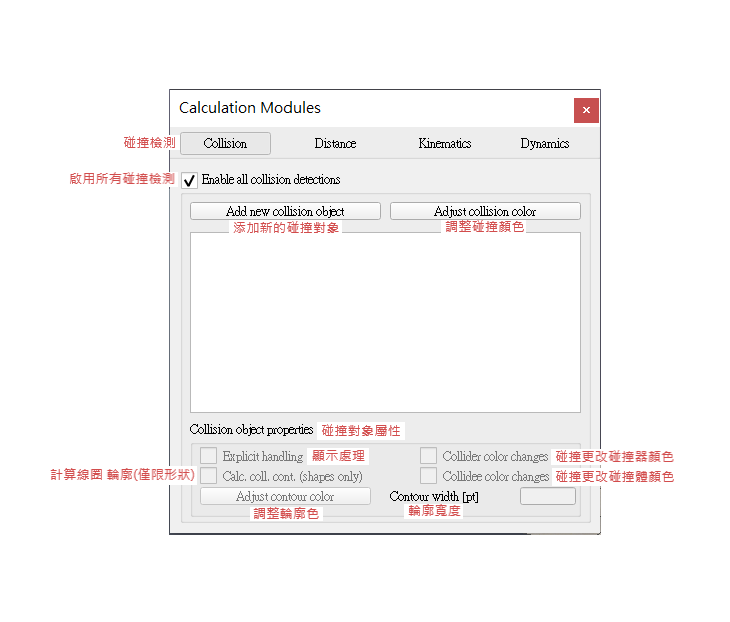 Calculation Modules
碰撞檢測 Collision Distance Kinematics Dynamics
啟用所有碰撞檢測 Enable all collision detections
Add new collision object Adjust collision color
添加新的碰撞對象 調整碰撞顏色
Collision object properties 碰撞對象屬性
Explicit handling 顯示處理 Collider color changes 碰撞更改碰撞器顏色
計算線圈 輪廓(僅限形狀) Calc. coll. cont. (shapes only) Collidee color changes 碰撞更改碰撞體顏色
Adjust contour color Contour width [pt]
調整輪廓色 輪廓寬度